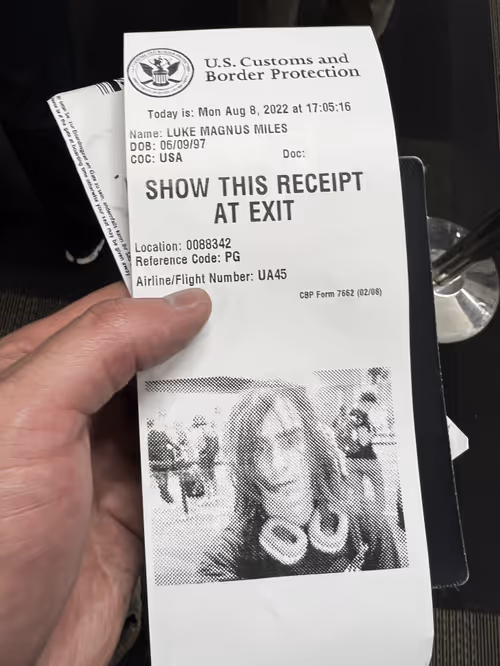 U.S. Customs and
Border Protection
Today is: Mon Aug 8, 2022 at 17:05:16
Name: LUKE MAGNUS MILES
DOB: 06/09/97
COC: USA Doc:
SHOW THIS RECEIPT
AT EXIT
Location: 0088342
Reference Code: PG
Airline/Flight Number: UA45
CBP Form 7662 (02/08)